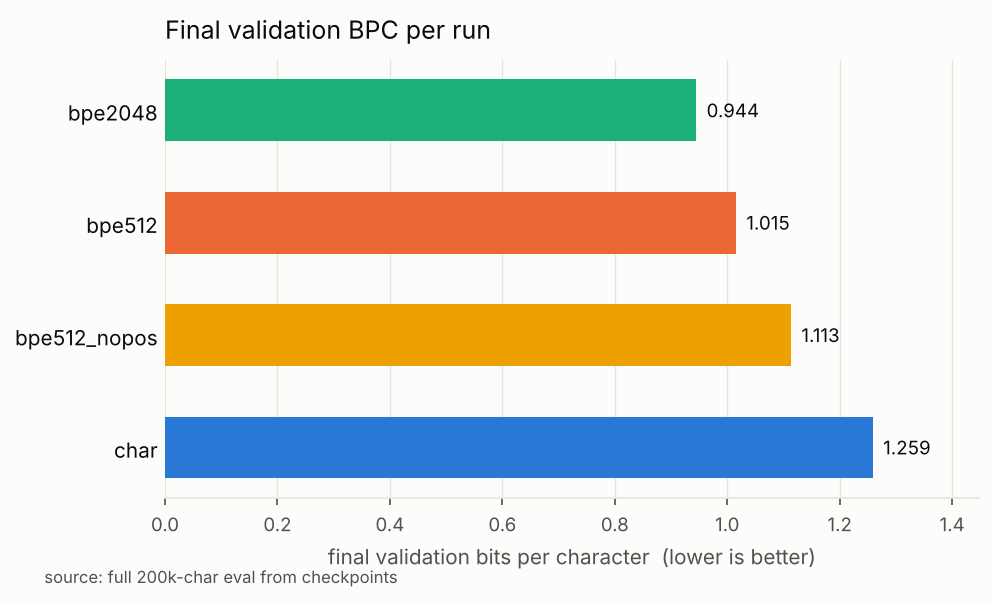 Final validation BPC per run
bpe2048
0.944
bpe512
1.015
bpe512_nopos
1.113
char
1.259
0.0 0.2 0.4 0.6 0.8 1.0 1.2 1.4
final validation bits per character (lower is better)
source: full 200k-char eval from checkpoints